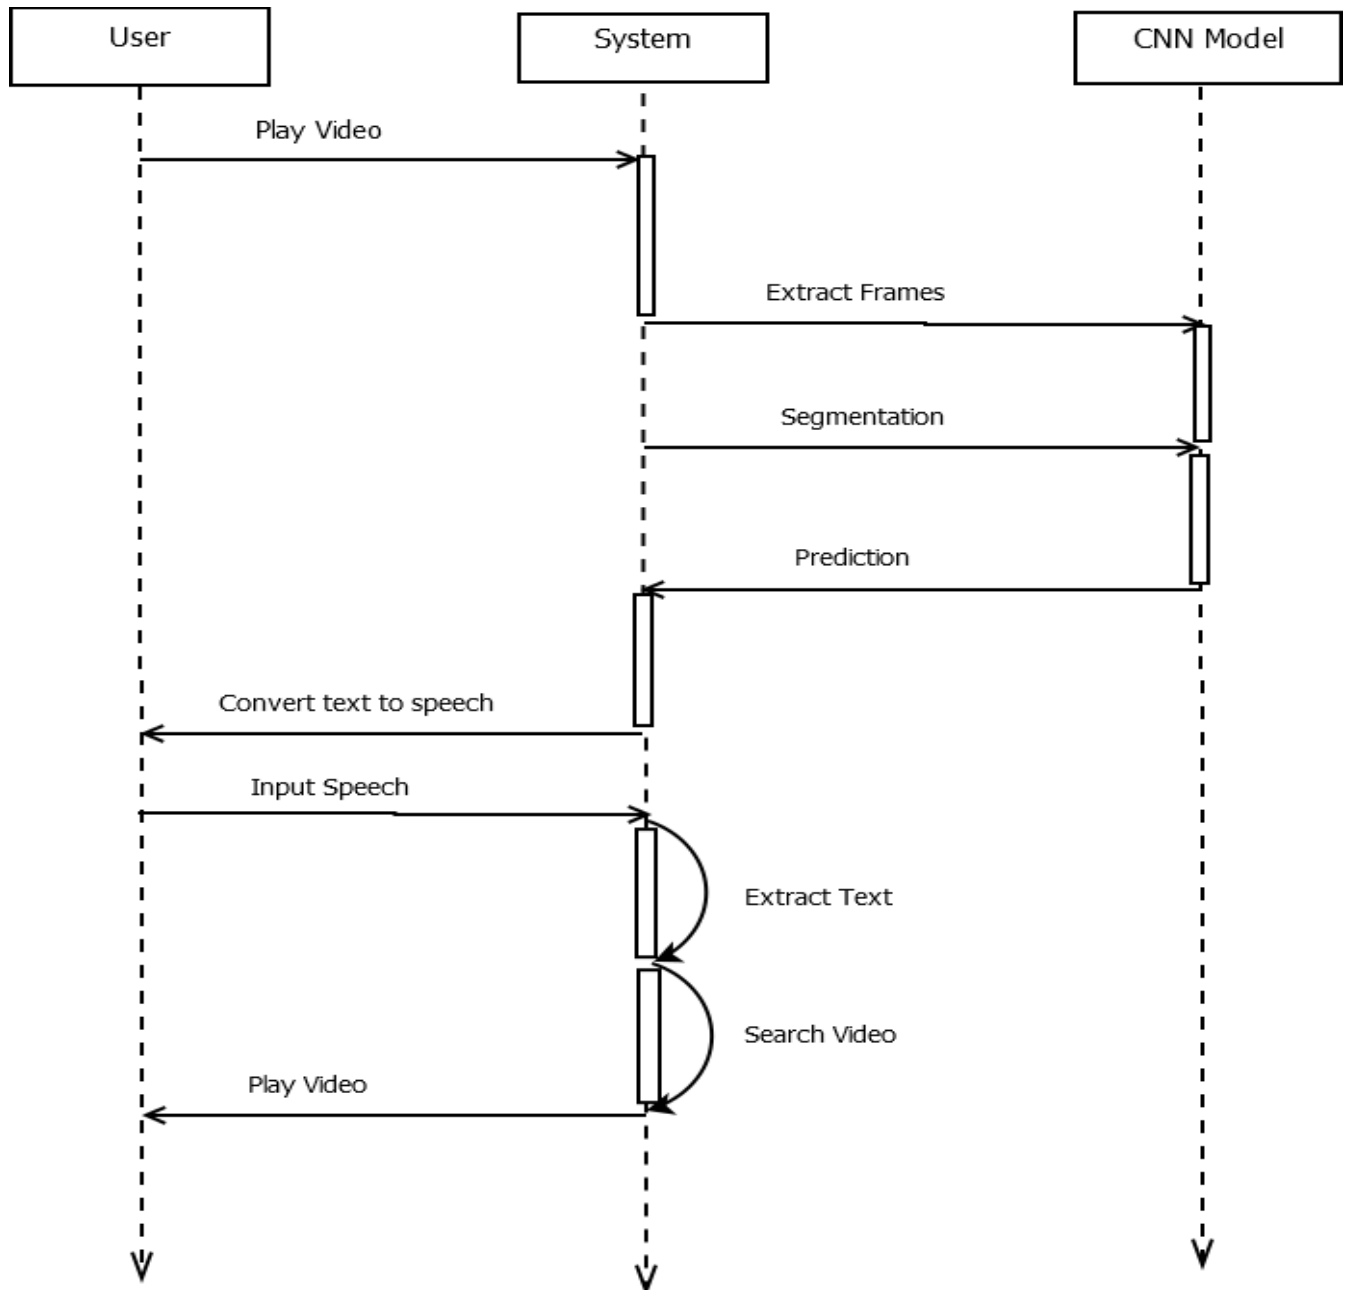 User
System
CNN Model
Play Video
Extract Frames
Segmentation
Prediction
Convert text to speech
Input Speech
Extract Text
Search Video
Play Video